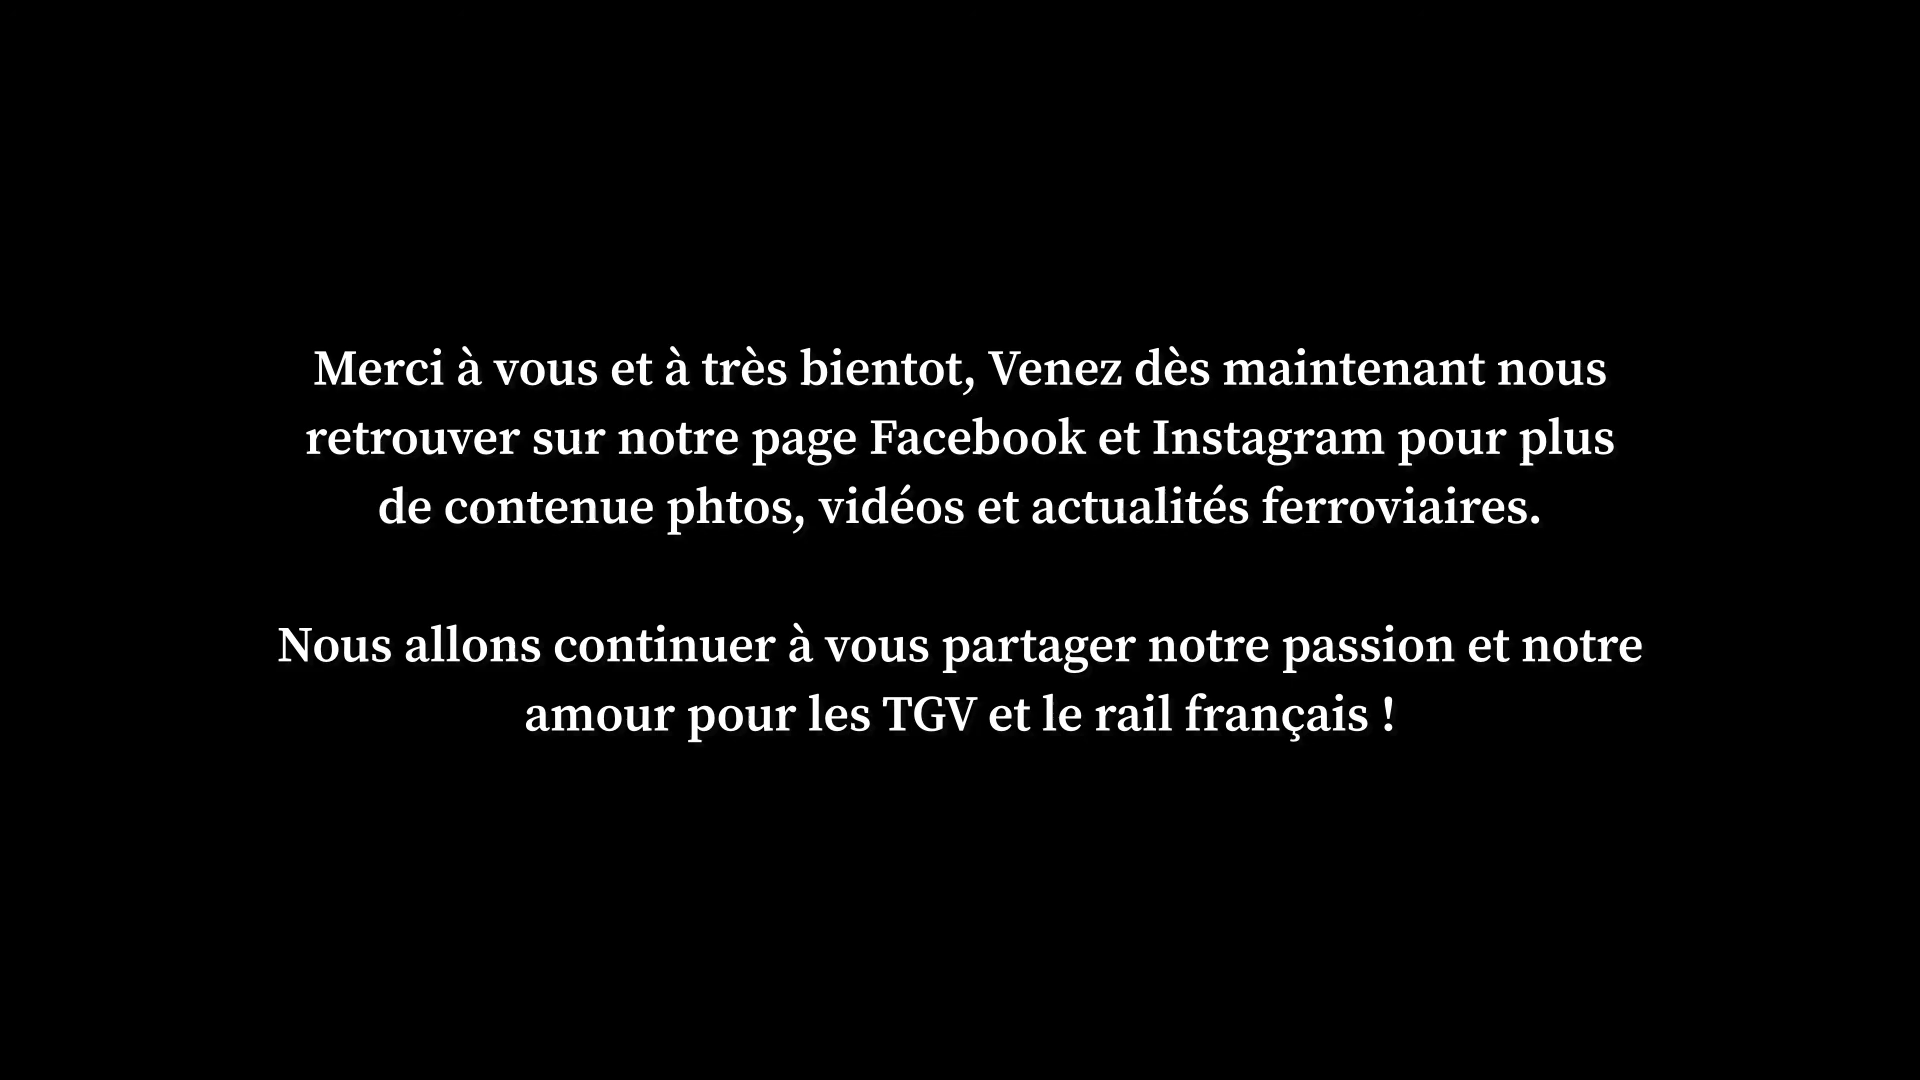 Merci à vous et à très bientot, Venez dès maintenant nous
retrouver sur notre page Facebook et Instagram pour plus
de contenue phtos, vidéos et actualités ferroviaires.
Nous allons continuer à vous partager notre passion et notre
amour pour les TGV et le rail français !